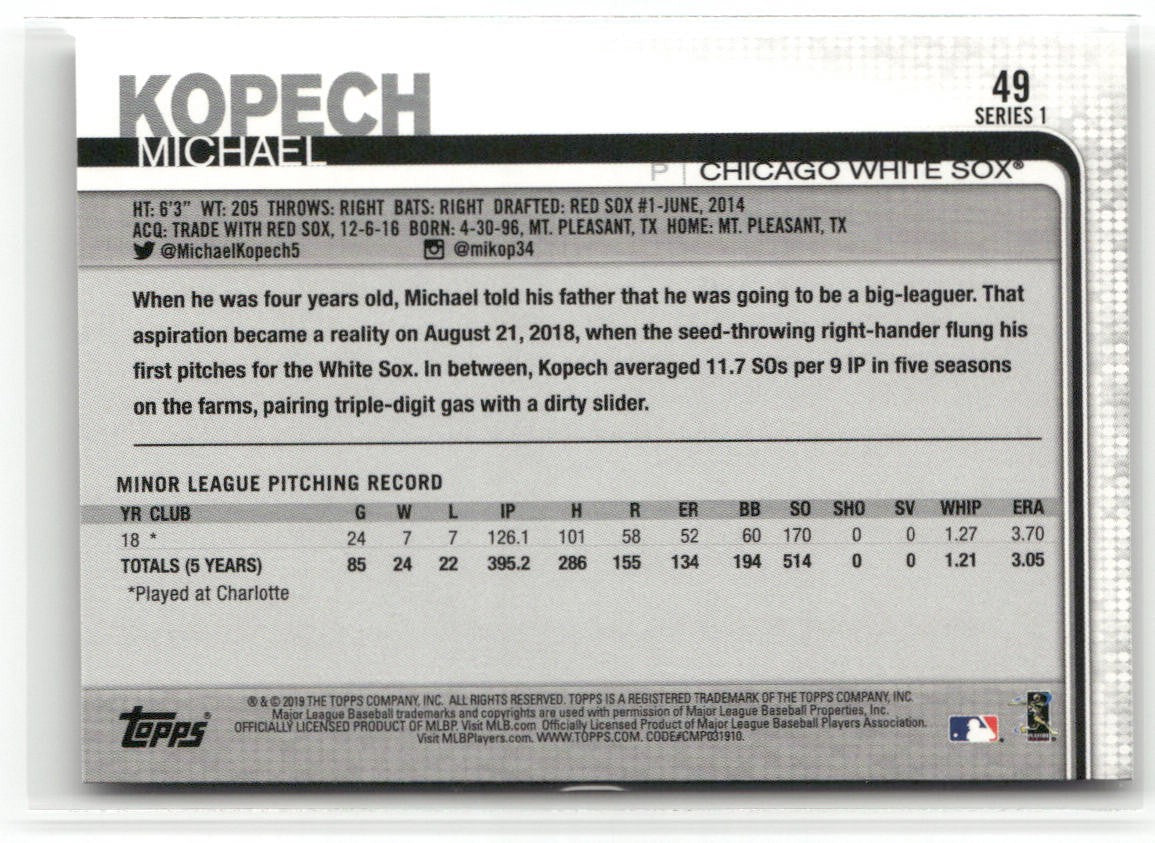 KOPECH
MICHAEL
49
SERIES 1
P | CHICAGO WHITE SOX®
HT: 6'3" WT: 205 THROWS: RIGHT BATS: RIGHT DRAFTED: RED SOX #1-JUNE, 2014
ACQ: TRADE WITH RED SOX, 12-6-16 BORN: 4-30-96, MT. PLEASANT, TX HOME: MT. PLEASANT, TX
@MichaelKopech5 @mikop34
When he was four years old, Michael told his father that he was going to be a big-leaguer. That
aspiration became a reality on August 21, 2018, when the seed-throwing right-hander flung his
first pitches for the White Sox. In between, Kopech averaged 11.7 SOs per 9 IP in five seasons
on the farms, pairing triple-digit gas with a dirty slider.
MINOR LEAGUE PITCHING RECORD
YR CLUB G W L IP H R ER BB SO SHO SV WHIP ERA
18 * 24 7 7 126.1 101 58 52 60 170 0 0 1.27 3.70
TOTALS (5 YEARS) 85 24 22 395.2 286 155 134 194 514 0 0 1.21 3.05
*Played at Charlotte
topps®
® & © 2019 THE TOPPS COMPANY, INC. ALL RIGHTS RESERVED. TOPPS IS A REGISTERED TRADEMARK OF THE TOPPS COMPANY, INC.
Major League Baseball trademarks and copyrights are used with permission of Major League Baseball Properties, Inc.
OFFICIALLY LICENSED PRODUCT OF MLBP. Visit MLB.com Officially Licensed Product of Major League Baseball Players Association.
Visit MLBPlayers.com. WWW.TOPPS.COM. CODE#CMP031910.